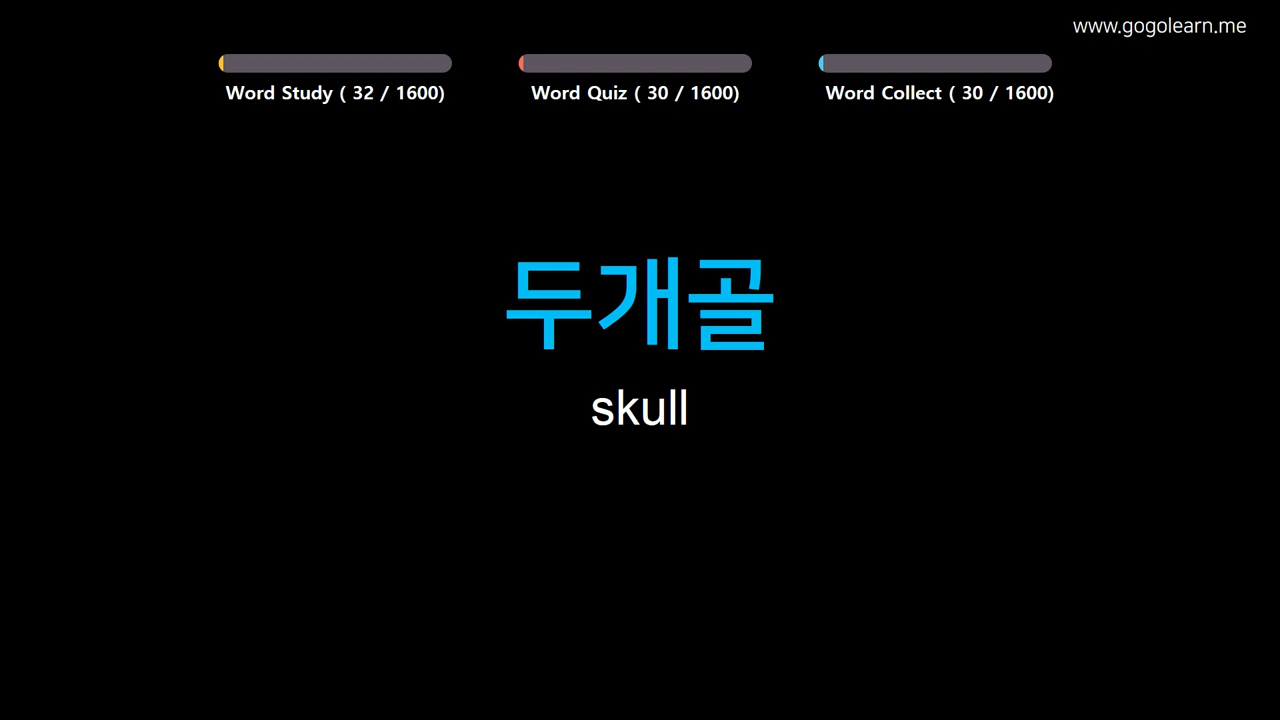 www.gogolearn.me
Word Study ( 32 / 1600)
Word Quiz ( 30 / 1600)
Word Collect ( 30 / 1600)
두개골
skull